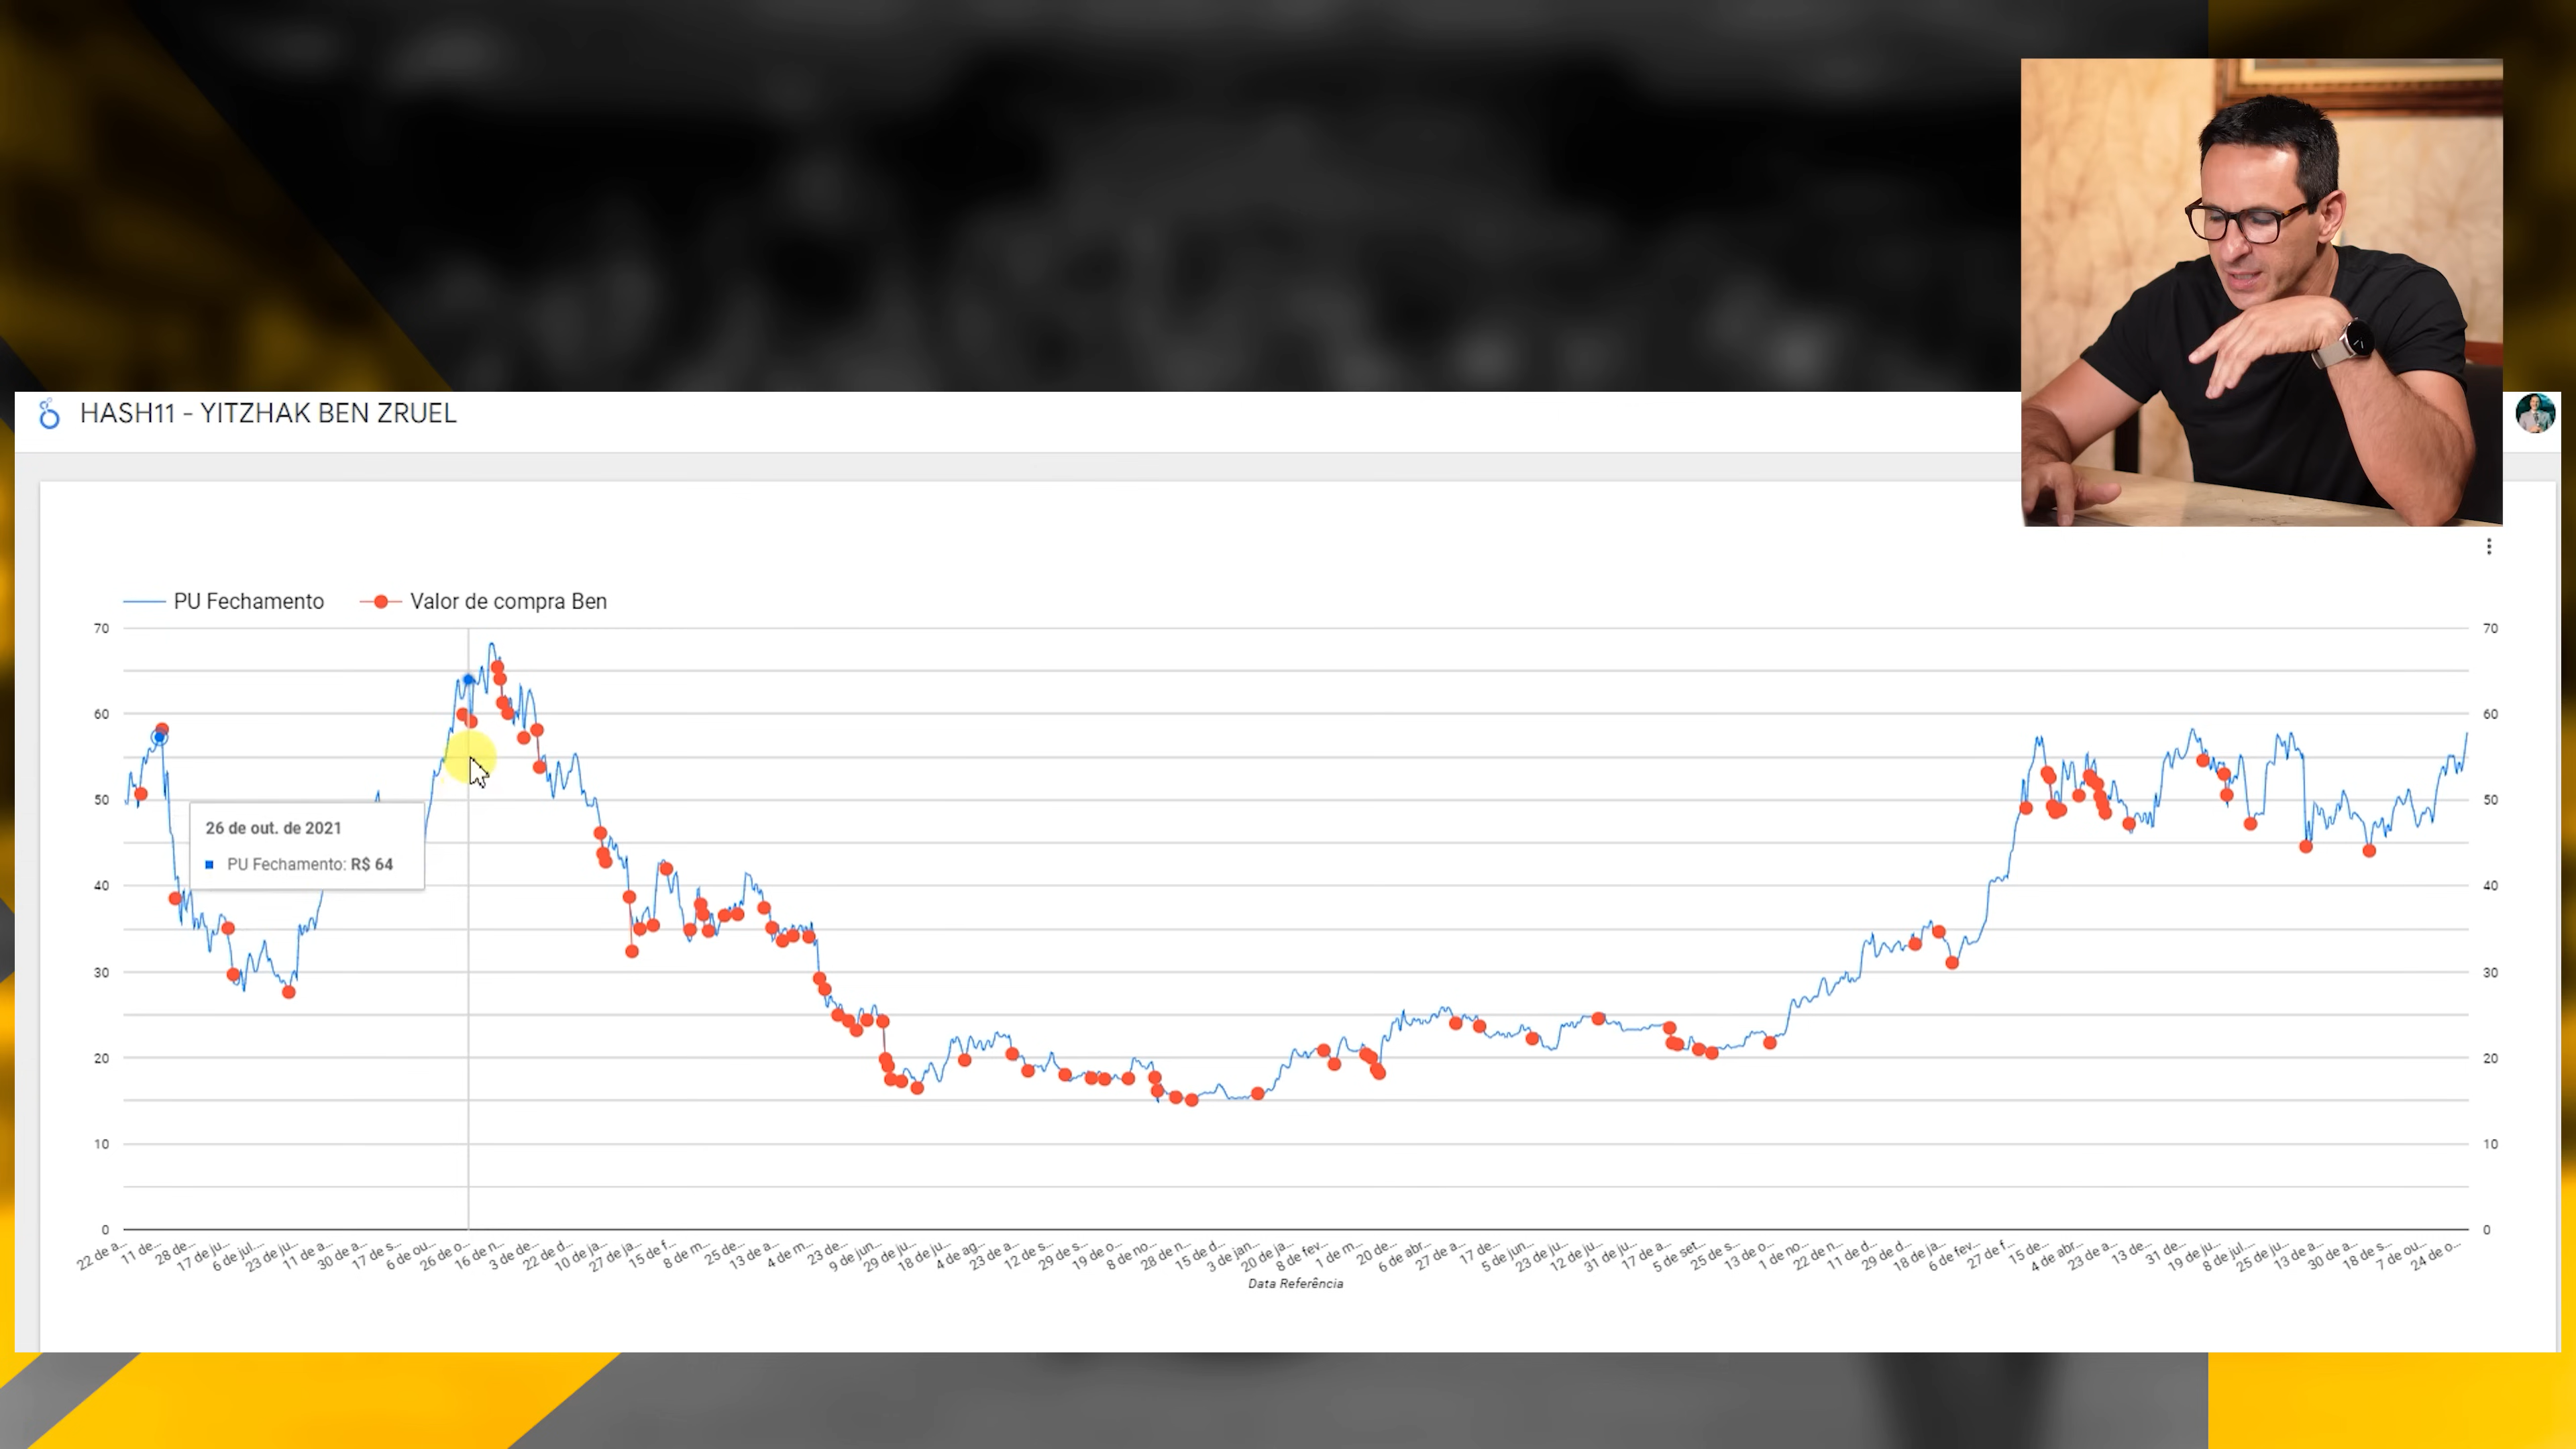 HASH11 - YITZHAK BEN ZRUEL
PU Fechamento
Valor de compra Ben
70
60
50
40
30
20
10
0
70
60
50
40
30
20
10
0
26 de out. de 2021
PU Fechamento: R$ 64
22 de a... 11 de... 28 de... 17 de ju... 6 de jul... 23 de ju... 11 de a... 30 de a... 17 de s... 6 de ou... 26 de o... 16 de n... 3 de de... 22 de d... 10 de ja... 27 de ja... 15 de f... 8 de m... 25 de... 13 de a... 4 de m... 23 de... 9 de jun... 29 de ju... 18 de ju... 4 de ag... 23 de a... 12 de s... 29 de s... 19 de o... 8 de no... 28 de n... 15 de d... 3 de jan... 20 de ja... 8 de fev... 1 de m... 20 de... 6 de abr... 27 de a... 17 de... 5 de jun... 23 de ju... 12 de ju... 31 de ju... 17 de a... 5 de set... 25 de s... 13 de o... 1 de no... 22 de n... 11 de d... 29 de d... 18 de ja... 6 de fev... 27 de f... 15 de... 4 de abr... 23 de a... 13 de... 31 de... 19 de ju... 8 de jul... 25 de ju... 13 de a... 30 de a... 18 de s... 7 de ou... 24 de o...
Data Referência